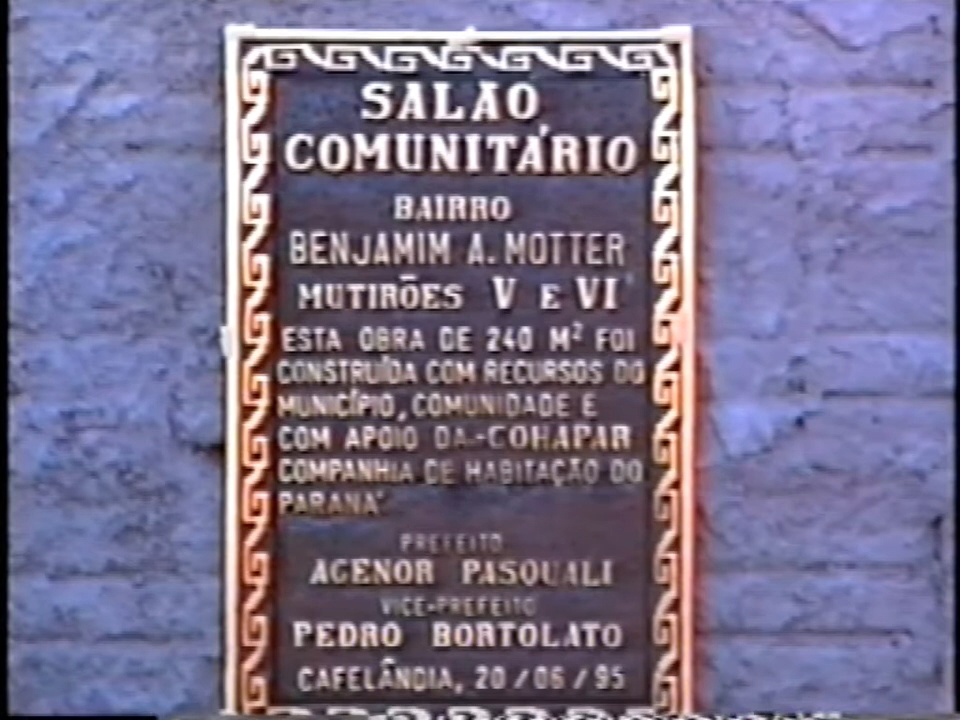 SALÃO
COMUNITÁRIO
BAIRRO
BENJAMIM A. MOTTER
MUTIRÕES V E VI
ESTA OBRA DE 240 M² FOI
CONSTRUÍDA COM RECURSOS DO
MUNICÍPIO, COMUNIDADE E
COM APOIO DA - COHAPAR
COMPANHIA DE HABITAÇÃO DO
PARANÁ
PREFEITO
AGENOR PASQUALI
VICE-PREFEITO
PEDRO BORTOLATO
CAFELÂNDIA, 20/06/95